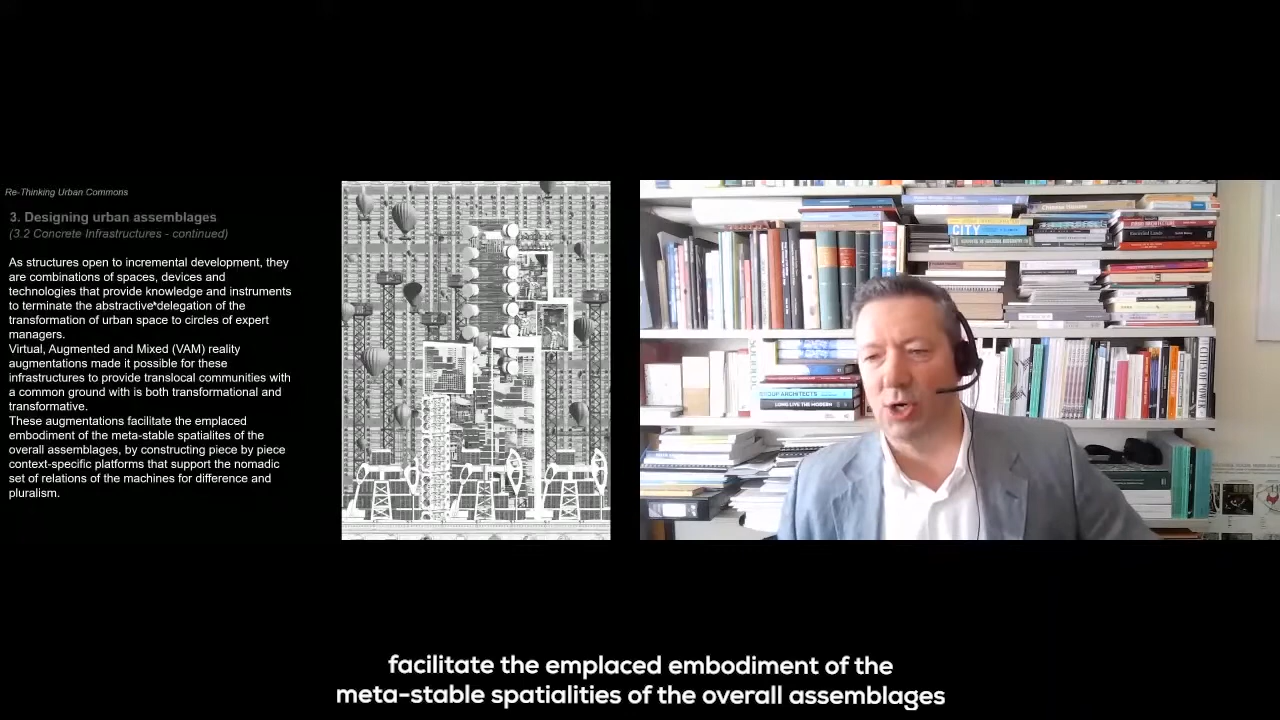 Re-Thinking Urban Commons
3. Designing urban assemblages
(3.2 Concrete Infrastructures - continued)
As structures open to incremental development, they
are combinations of spaces, devices and
technologies that provide knowledge and instruments
to terminate the abstractive delegation of the
transformation of urban space to circles of expert
managers.
Virtual, Augmented and Mixed (VAM) reality
augmentations made it possible for these
infrastructures to provide translocal communities with
a common ground with is both transformational and
transformative.
These augmentations facilitate the emplaced
embodiment of the meta-stable spatialites of the
overall assemblages, by constructing piece by piece
context-specific platforms that support the nomadic
set of relations of the machines for difference and
pluralism.
CITY
GROUP ARCHITECTS
LONG LIVE THE MODERN
facilitate the emplaced embodiment of the
meta-stable spatialities of the overall assemblages